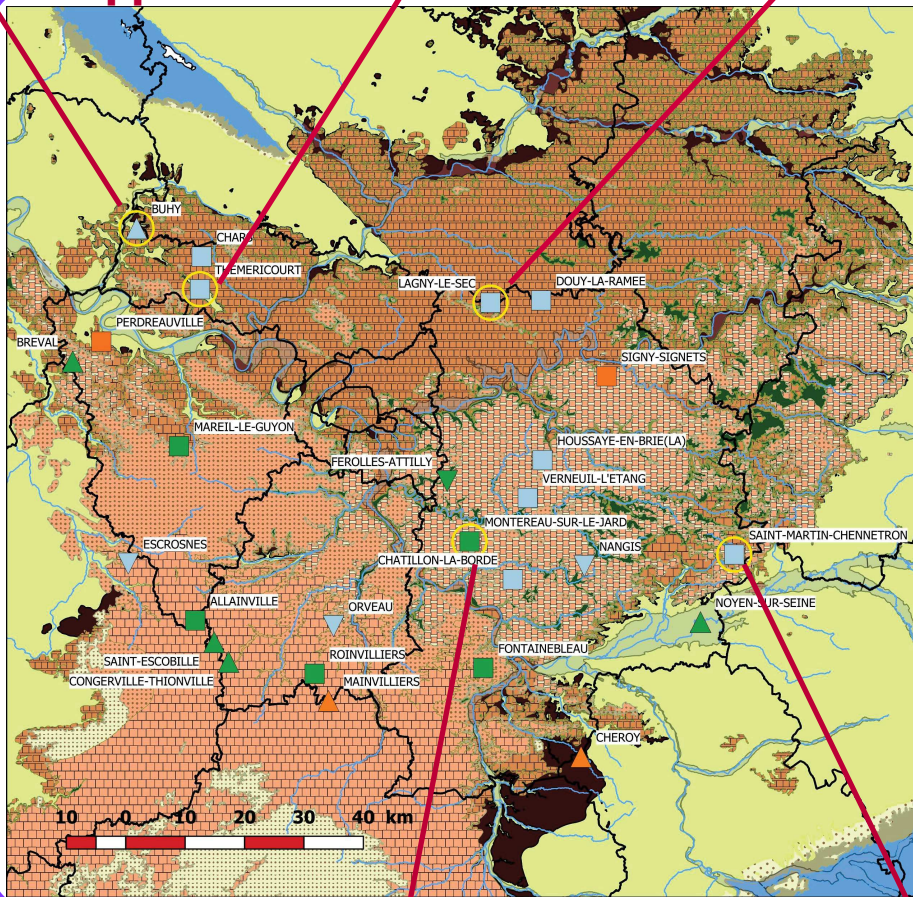 BUHY
CHARS
THEMERICOURT
LAGNY-LE-SEC
DOUY-LA-RAMEE
PERDREAUVILLE
BREVAL
SIGNY-SIGNETS
MAREIL-LE-GUYON
HOUSSAYE-EN-BRIE(LA)
FEROLLES-ATTILLY
VERNEUIL-L'ETANG
MONTEREAU-SUR-LE-JARD
SAINT-MARTIN-CHENNETRON
ESCROSNES
CHATILLON-LA-BORDE
NANGIS
ALLAINVILLE
ORVEAU
NOYEN-SUR-SEINE
SAINT-ESCOBILLE
ROINVILLIERS
FONTAINEBLEAU
CONGERVILLE-THIONVILLE
MAINVILLIERS
CHEROY
10 0 10 20 30 40 km